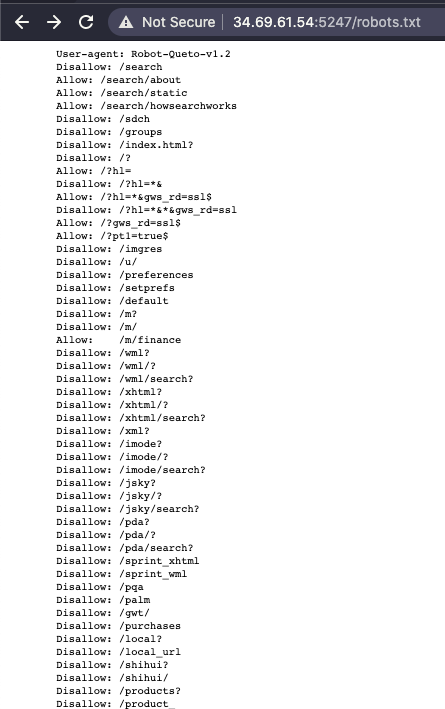 Not Secure | 34.69.61.54:5247/robots.txt
User-agent: Robot-Queto-v1.2
Disallow: /search
Allow: /search/about
Allow: /search/static
Allow: /search/howsearchworks
Disallow: /sdch
Disallow: /groups
Disallow: /index.html?
Disallow: /?
Allow: /?hl=
Disallow: /?hl=*&
Allow: /?hl=*&gws_rd=ssl$
Disallow: /?hl=*&*&gws_rd=ssl
Allow: /?gws_rd=ssl$
Allow: /?pt1=true$
Disallow: /imgres
Disallow: /u/
Disallow: /preferences
Disallow: /setprefs
Disallow: /default
Disallow: /m?
Disallow: /m/
Allow:    /m/finance
Disallow: /wml?
Disallow: /wml/?
Disallow: /wml/search?
Disallow: /xhtml?
Disallow: /xhtml/?
Disallow: /xhtml/search?
Disallow: /xml?
Disallow: /imode?
Disallow: /imode/?
Disallow: /imode/search?
Disallow: /jsky?
Disallow: /jsky/?
Disallow: /jsky/search?
Disallow: /pda?
Disallow: /pda/?
Disallow: /pda/search?
Disallow: /sprint_xhtml
Disallow: /sprint_wml
Disallow: /pqa
Disallow: /palm
Disallow: /gwt/
Disallow: /purchases
Disallow: /local?
Disallow: /local_url
Disallow: /shihui?
Disallow: /shihui/
Disallow: /products?
Disallow: /product_